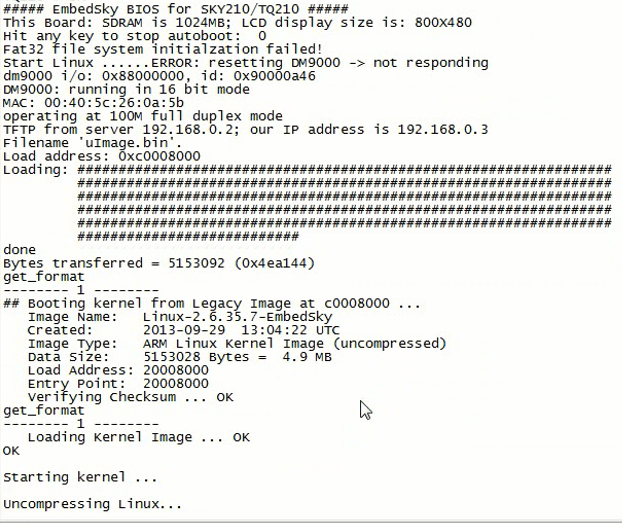 ##### EmbedSky BIOS for SKY210/TQ210 #####
This Board: SDRAM is 1024MB; LCD display size is: 800X480
Hit any key to stop autoboot:  0
Fat32 file system initialzation failed!
Start Linux ......ERROR: resetting DM9000 -> not responding
dm9000 i/o: 0x88000000, id: 0x90000a46
DM9000: running in 16 bit mode
MAC: 00:40:5c:26:0a:5b
operating at 100M full duplex mode
TFTP from server 192.168.0.2; our IP address is 192.168.0.3
Filename 'uImage.bin'.
Load address: 0xc0008000
Loading: #################################################################
         #################################################################
         #################################################################
         #################################################################
         #################################################################
         ###########################
done
Bytes transferred = 5153092 (0x4ea144)
get_format
-------- 1 --------
## Booting kernel from Legacy Image at c0008000 ...
   Image Name:   Linux-2.6.35.7-EmbedSky
   Created:      2013-09-29  13:04:22 UTC
   Image Type:   ARM Linux Kernel Image (uncompressed)
   Data Size:    5153028 Bytes =  4.9 MB
   Load Address: 20008000
   Entry Point:  20008000
   Verifying Checksum ... OK
get_format
-------- 1 --------
   Loading Kernel Image ... OK
OK
Starting kernel ...
Uncompressing Linux...